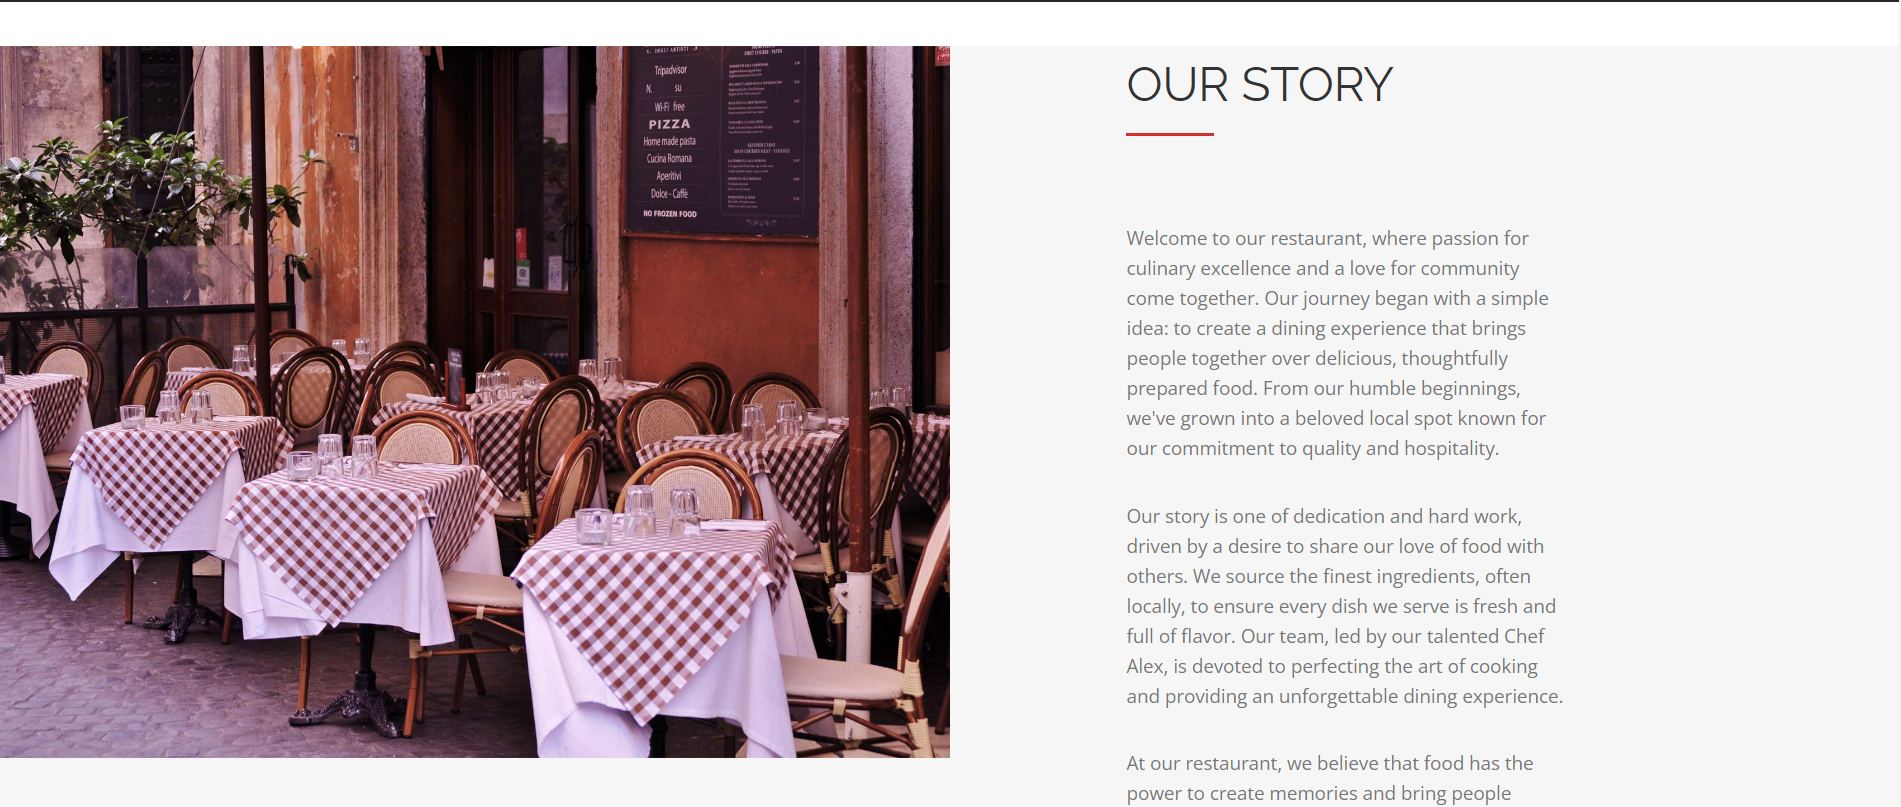 Tripadvisor
N. su
Wi-Fi free
PIZZA
Home made pasta
Cucina Romana
Aperitivi
Dolce - Caffè
NO FROZEN FOOD
SECONDI CARNI
OUR STORY
Welcome to our restaurant, where passion for
culinary excellence and a love for community
come together. Our journey began with a simple
idea: to create a dining experience that brings
people together over delicious, thoughtfully
prepared food. From our humble beginnings,
we've grown into a beloved local spot known for
our commitment to quality and hospitality.
Our story is one of dedication and hard work,
driven by a desire to share our love of food with
others. We source the finest ingredients, often
locally, to ensure every dish we serve is fresh and
full of flavor. Our team, led by our talented Chef
Alex, is devoted to perfecting the art of cooking
and providing an unforgettable dining experience.
At our restaurant, we believe that food has the
power to create memories and bring people